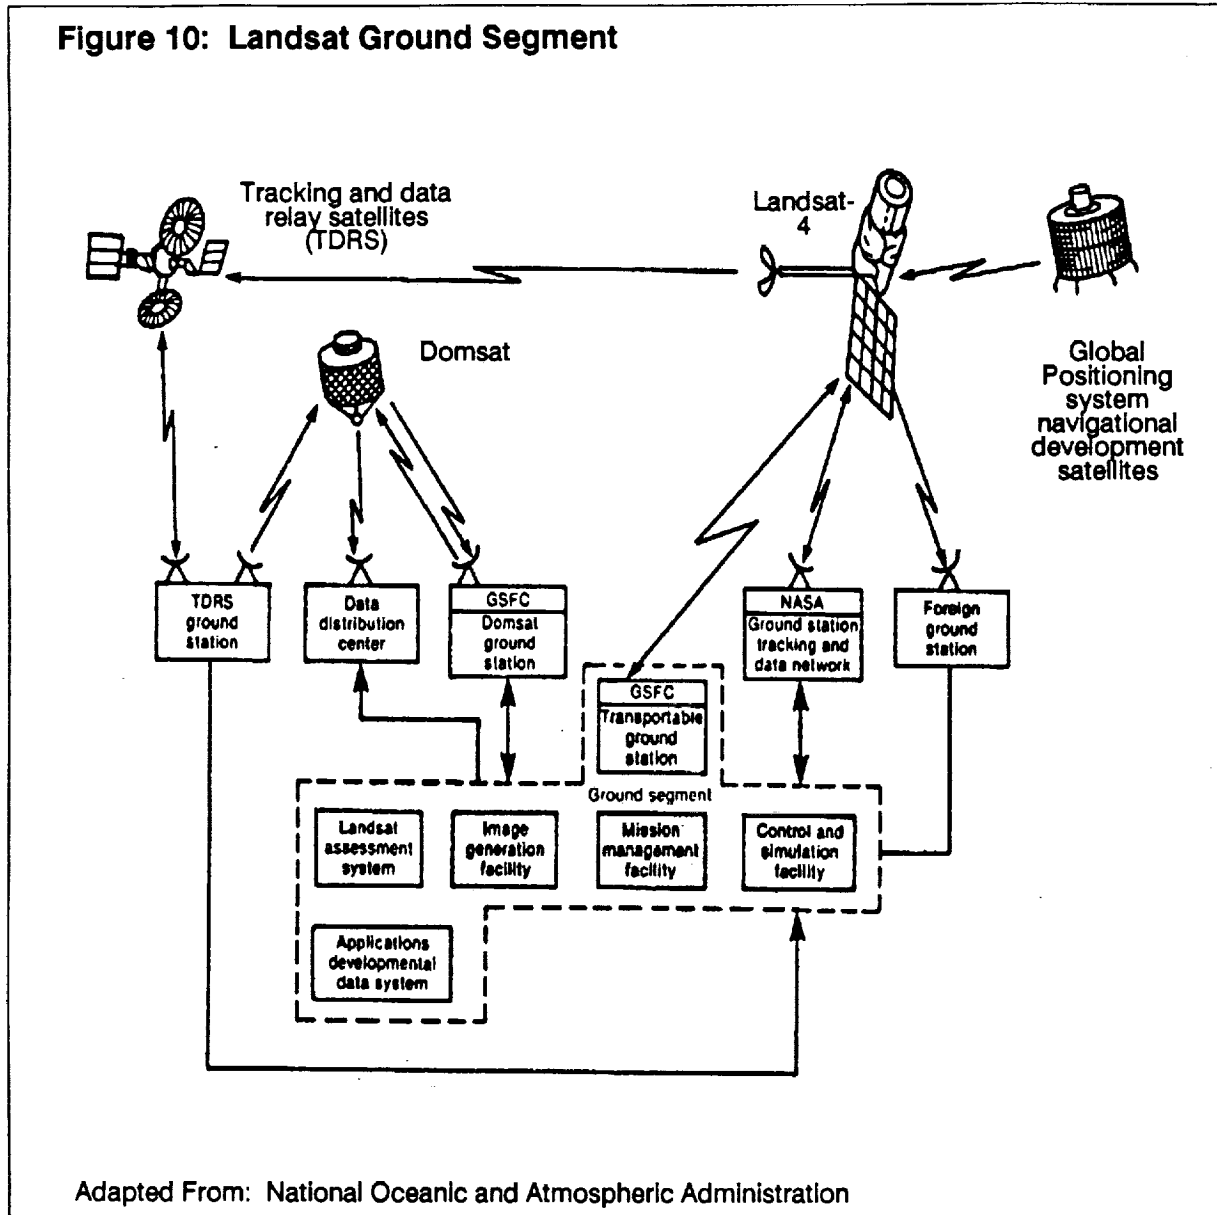 Figure 10: Landsat Ground Segment
Tracking and data
relay satellites
(TDRS)
Landsat-
4
Domsat
Global
Positioning
system
navigational
development
satellites
TDRS
ground
station
Data
distribution
center
GSFC
Domsat
ground
station
GSFC
Transportable
ground
station
NASA
Ground station
tracking and
data network
Foreign
ground
station
Ground segment
Landsat
assessment
system
Image
generation
facility
Mission
management
facility
Control and
simulation
facility
Applications
developmental
data system
Adapted From: National Oceanic and Atmospheric Administration